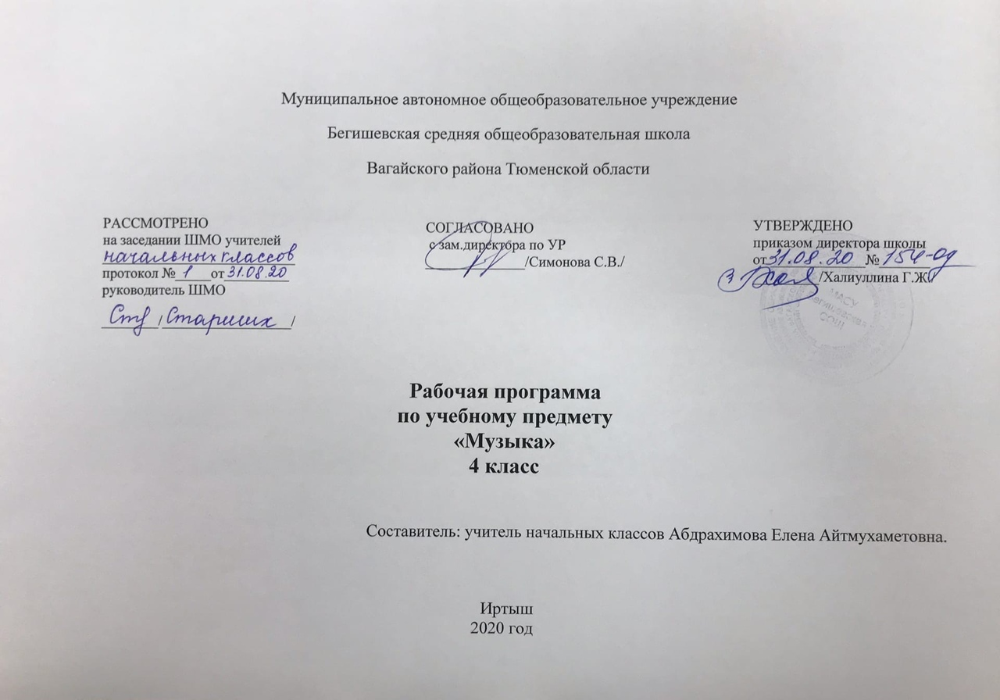 Муниципальное автономное общеобразовательное учреждение
Бегишевская средняя общеобразовательная школа
Вагайского района Тюменской области
РАССМОТРЕНО
на заседании ШМО учителей
начальных классов
протокол № 1 от 31.08.20
руководитель ШМО
/ Стариших /
СОГЛАСОВАНО
с зам.директора по УР
/Симонова С.В./
УТВЕРЖДЕНО
приказом директора школы
от 31.08.20 № 154-од
/Халиуллина Г.Ж./
МАОУ
Бегишевская
СОШ
Рабочая программа
по учебному предмету
«Музыка»
4 класс
Составитель: учитель начальных классов Абдрахимова Елена Айтмухаметовна.
Иртыш
2020 год